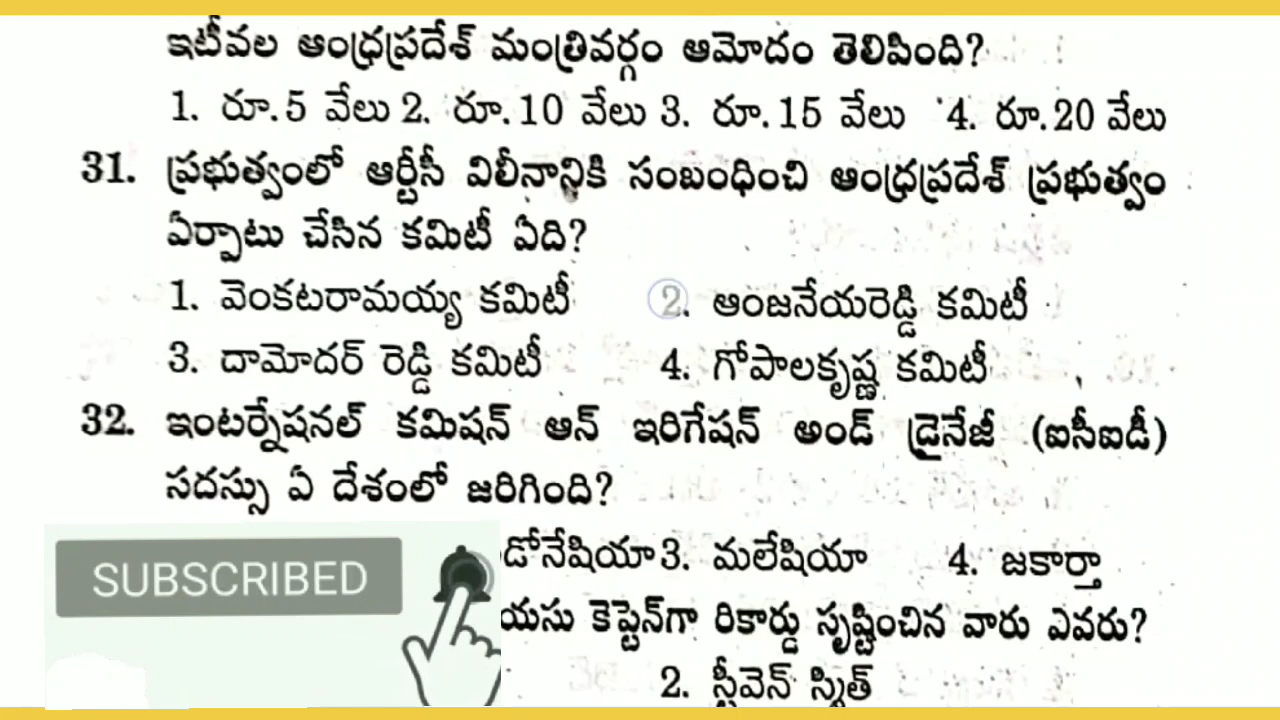 ఇటీవల ఆంధ్రప్రదేశ్ మంత్రివర్గం ఆమోదం తెలిపింది?
1. రూ.5 వేలు 2. రూ.10 వేలు 3. రూ.15 వేలు 4. రూ.20 వేలు
31. ప్రభుత్వంలో ఆర్టీసీ విలీనానికి సంబంధించి ఆంధ్రప్రదేశ్ ప్రభుత్వం
ఏర్పాటు చేసిన కమిటీ ఏది?
1. వెంకటరామయ్య కమిటీ 2. ఆంజనేయరెడ్డి కమిటీ
3. దామోదర్ రెడ్డి కమిటీ 4. గోపాలకృష్ణ కమిటీ
32. ఇంటర్నేషనల్ కమిషన్ ఆన్ ఇరిగేషన్ అండ్ డ్రైనేజీ (ఐసీఐడీ)
సదస్సు ఏ దేశంలో జరిగింది?
డోనేషియా 3. మలేషియా 4. జకార్తా
SUBSCRIBED
యసు కెప్టెన్‌గా రికార్డు సృష్టించిన వారు ఎవరు?
2. స్టీవెన్ స్మిత్